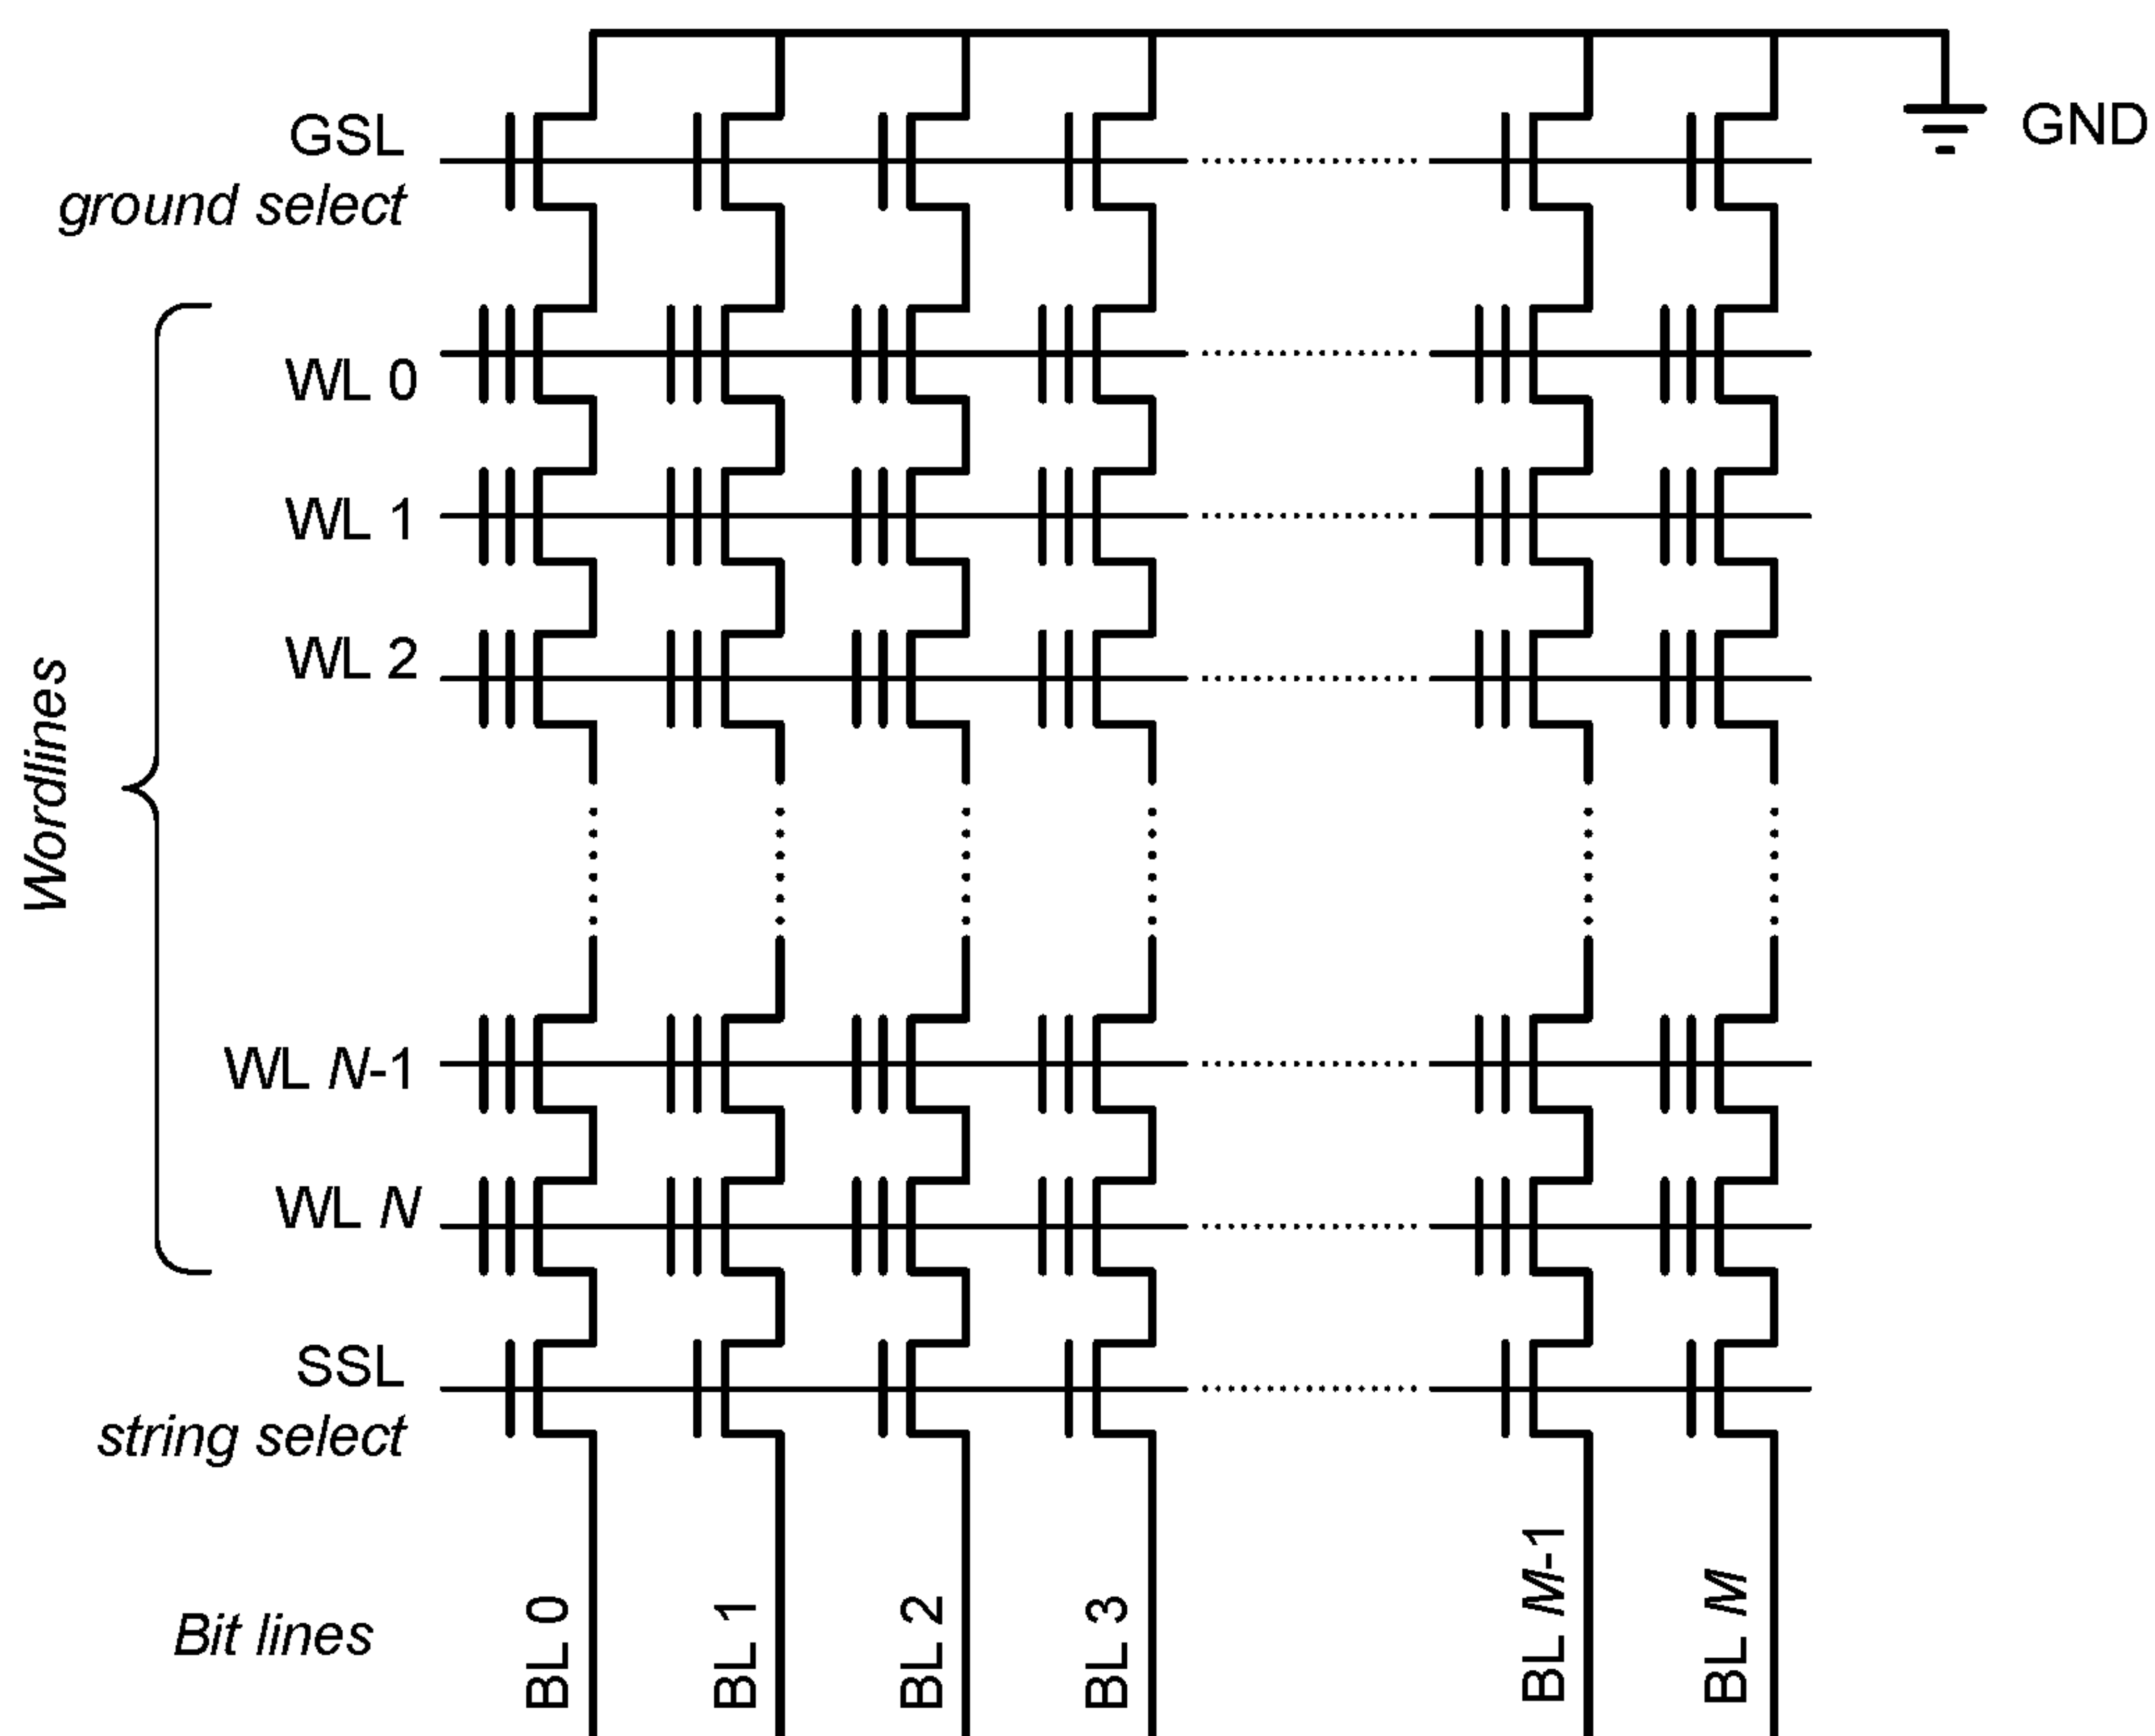 GSL
ground select
GND
WL 0
WL 1
WL 2
Wordlines
WL N-1
WL N
SSL
string select
Bit lines
BL 0
BL 1
BL 2
BL 3
BL M-1
BL M